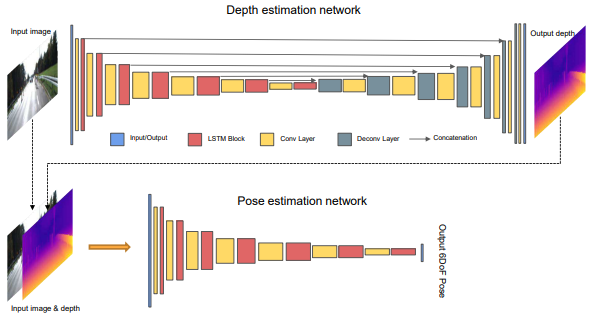 Depth estimation network
Input image
Output depth
Input/Output
LSTM Block
Conv Layer
Deconv Layer
Concatenation
Pose estimation network
Output 6DoF Pose
Input image & depth